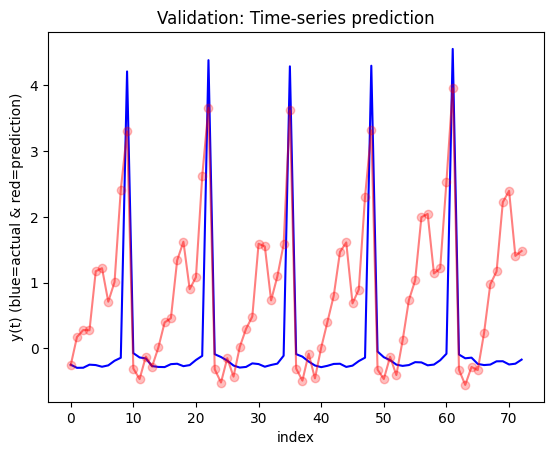 Validation: Time-series prediction
y(t) (blue=actual & red=prediction)
4
3
2
1
0
0 10 20 30 40 50 60 70
index